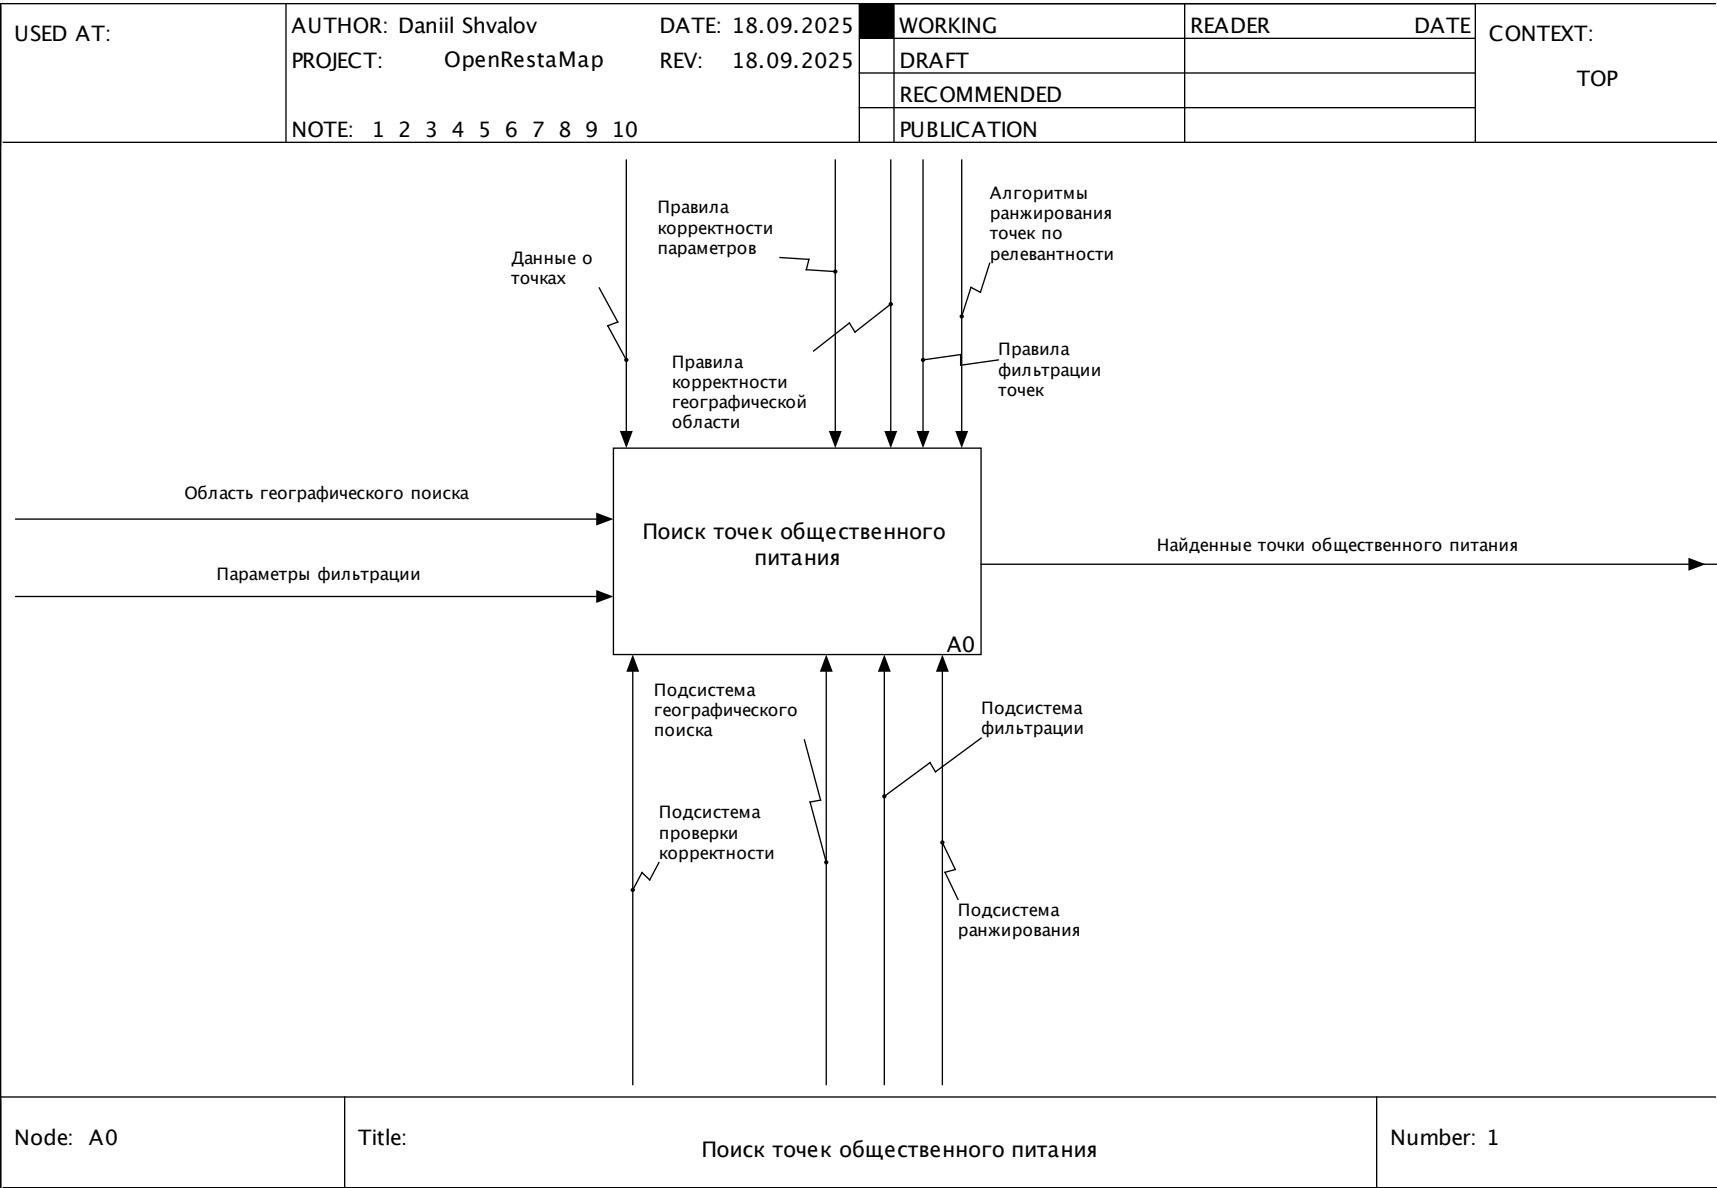 USED AT:
AUTHOR: Daniil Shvalov
DATE: 18.09.2025
PROJECT: OpenRestaMap
REV: 18.09.2025
NOTE: 1 2 3 4 5 6 7 8 9 10
WORKING
DRAFT
RECOMMENDED
PUBLICATION
READER DATE
CONTEXT:
TOP
Данные о
точках
Правила
корректности
параметров
Правила
корректности
географической
области
Алгоритмы
ранжирования
точек по
релевантности
Правила
фильтрации
точек
Область географического поиска
Параметры фильтрации
Поиск точек общественного
питания
A0
Найденные точки общественного питания
Подсистема
географического
поиска
Подсистема
фильтрации
Подсистема
проверки
корректности
Подсистема
ранжирования
Node: A0
Title:
Поиск точек общественного питания
Number: 1